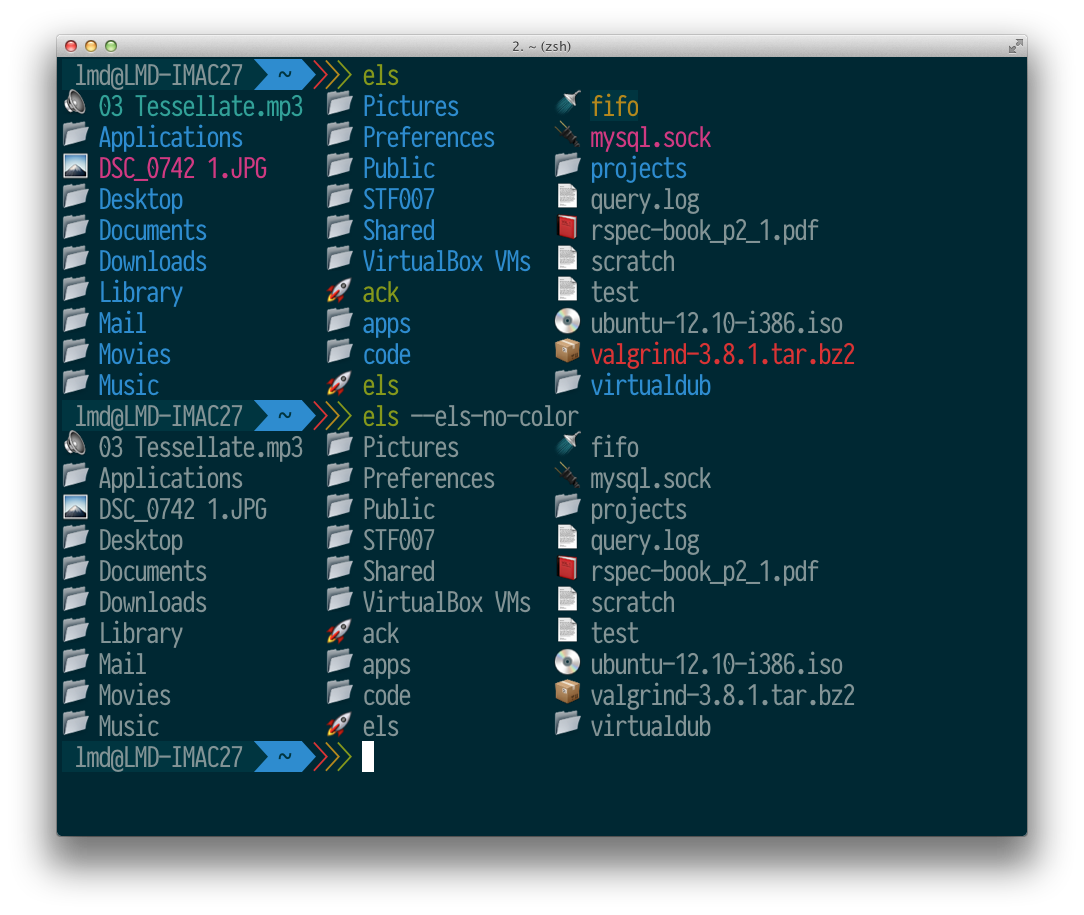 2. ~ (zsh)
lmd@LMD-IMAC27 ~ els
03 Tessellate.mp3 Pictures fifo
Applications Preferences mysql.sock
DSC_0742 1.JPG Public projects
Desktop STF007 query.log
Documents Shared rspec-book_p2_1.pdf
Downloads VirtualBox VMs scratch
Library ack test
Mail apps ubuntu-12.10-i386.iso
Movies code valgrind-3.8.1.tar.bz2
Music els virtualdub
lmd@LMD-IMAC27 ~ els --els-no-color
03 Tessellate.mp3 Pictures fifo
Applications Preferences mysql.sock
DSC_0742 1.JPG Public projects
Desktop STF007 query.log
Documents Shared rspec-book_p2_1.pdf
Downloads VirtualBox VMs scratch
Library ack test
Mail apps ubuntu-12.10-i386.iso
Movies code valgrind-3.8.1.tar.bz2
Music els virtualdub
lmd@LMD-IMAC27 ~